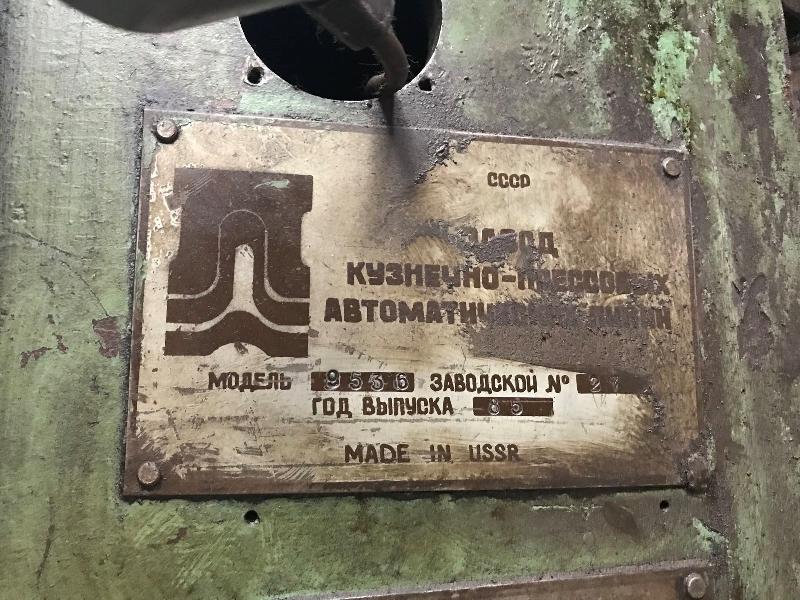 СССР
ЗАВОД
КУЗНЕЧНО-ПРЕССОВЫХ
АВТОМАТИЧЕСКИХ ЛИНИЙ
МОДЕЛЬ 9536 ЗАВОДСКОЙ №
ГОД ВЫПУСКА 85
MADE IN USSR